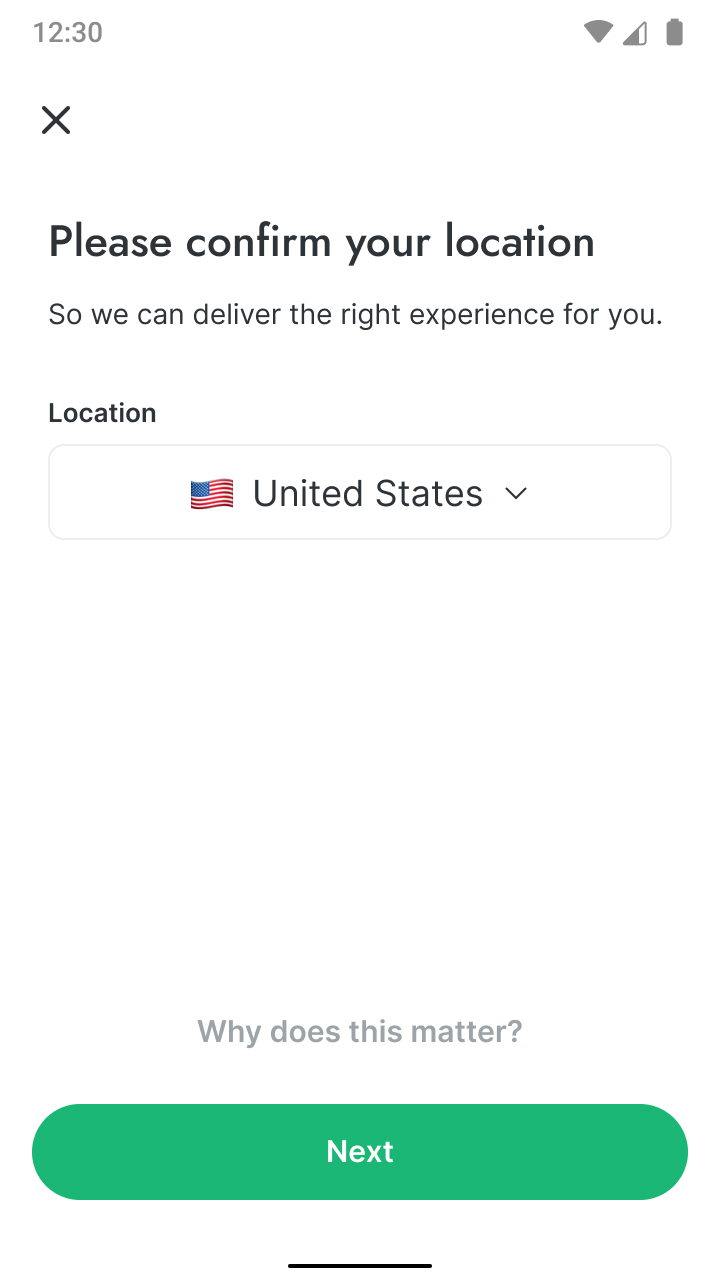 12:30
Please confirm your location
So we can deliver the right experience for you.
Location
United States
Why does this matter?
Next